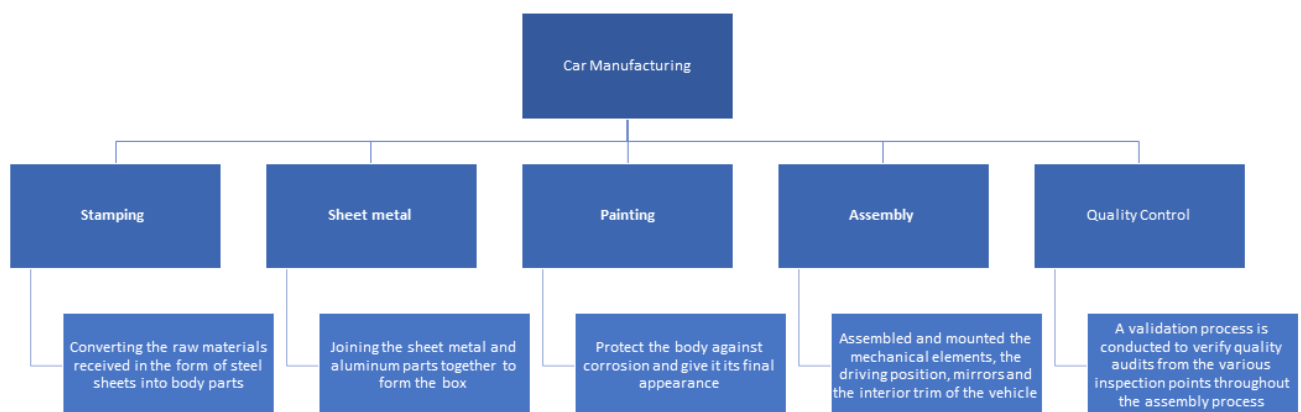 Car Manufacturing
Stamping
Sheet metal
Painting
Assembly
Quality Control
Converting the raw materials
received in the form of steel
sheets into body parts
Joining the sheet metal and
aluminum parts together to
form the box
Protect the body against
corrosion and give it its final
appearance
Assembled and mounted the
mechanical elements, the
driving position, mirrors and
the interior trim of the vehicle
A validation process is
conducted to verify quality
audits from the various
inspection points throughout
the assembly process